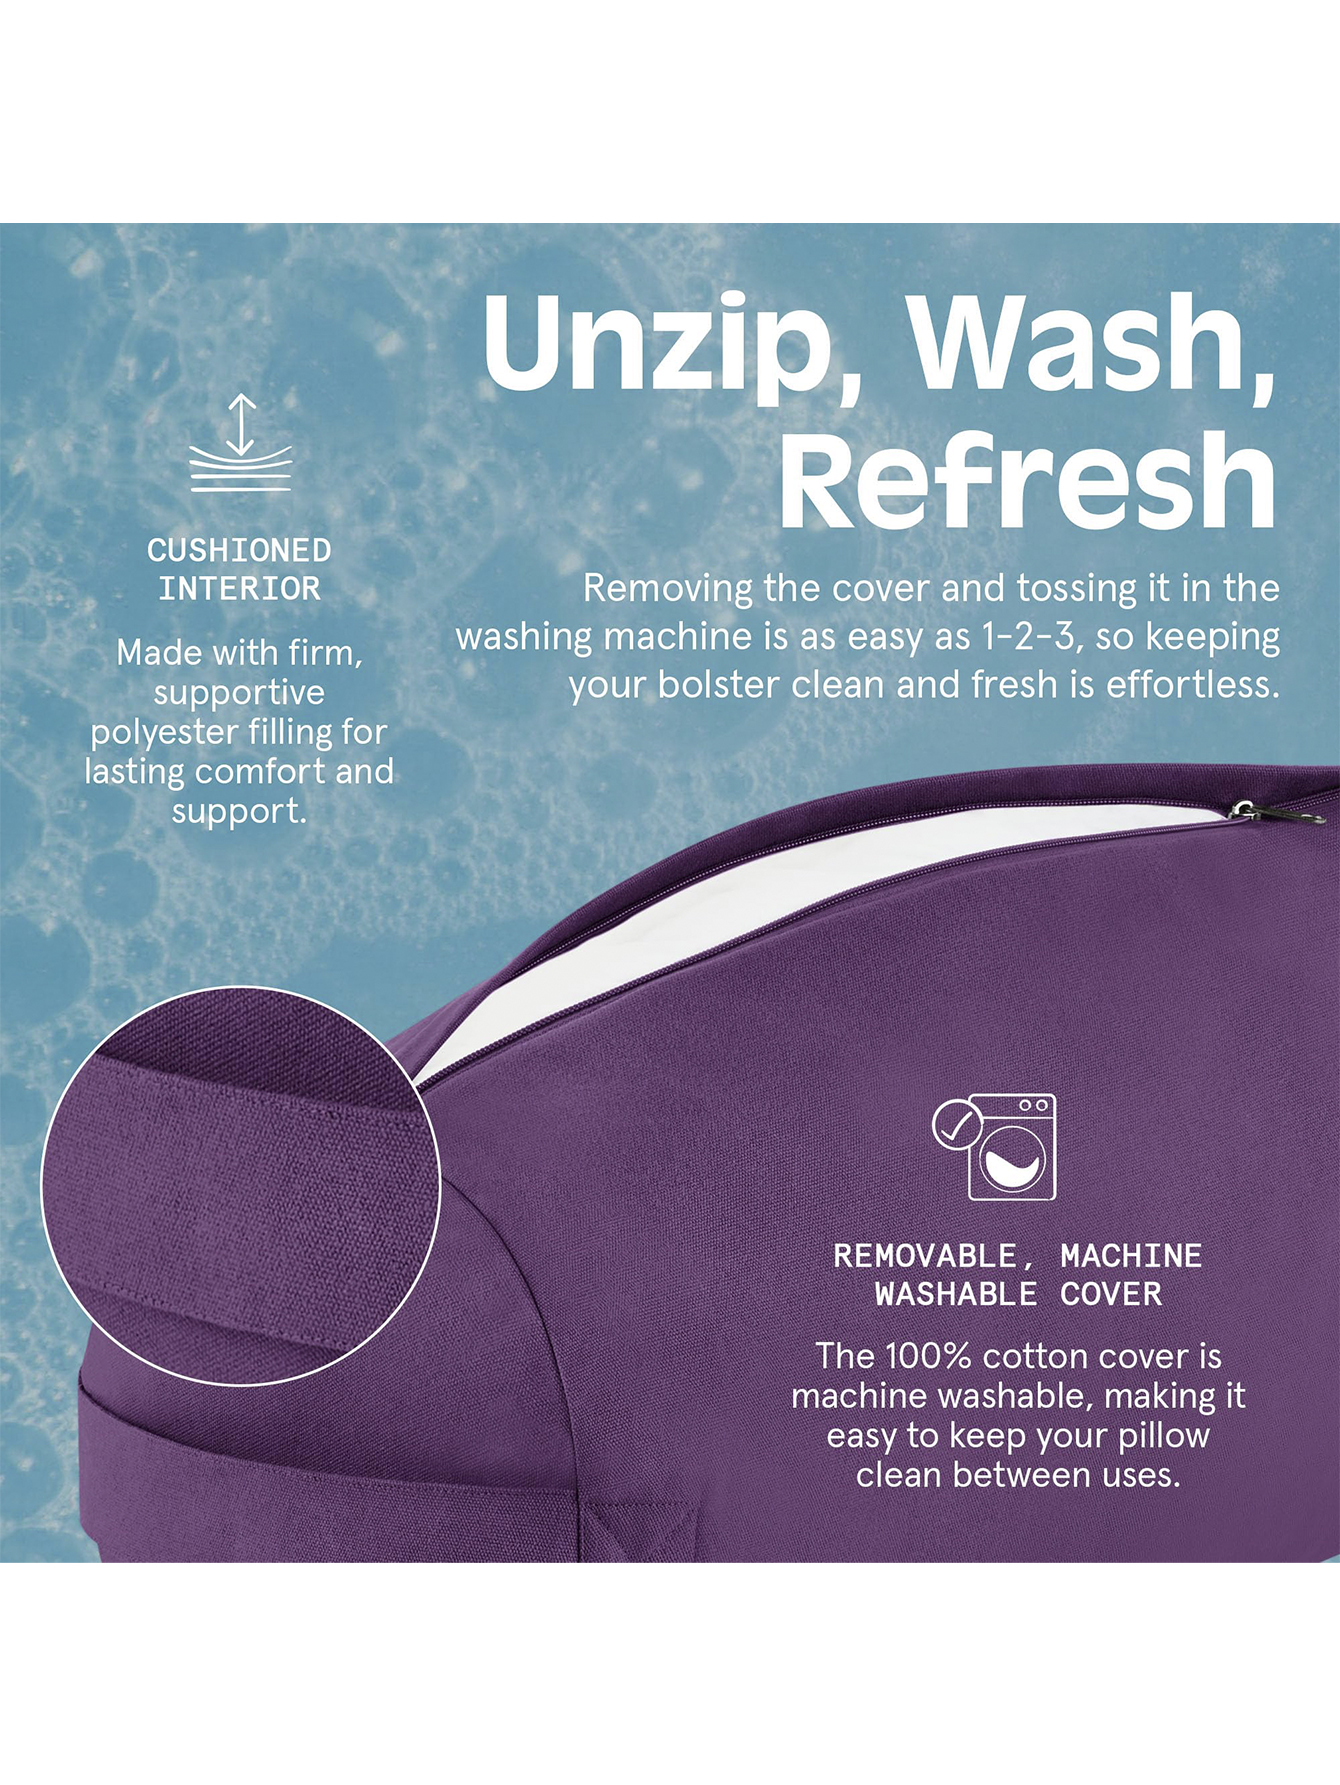 Unzip, Wash,
Refresh
Removing the cover and tossing it in the
washing machine is as easy as 1-2-3, so keeping
your bolster clean and fresh is effortless.
CUSHIONED
INTERIOR
Made with firm,
supportive
polyester filling for
lasting comfort and
support.
REMOVABLE, MACHINE
WASHABLE COVER
The 100% cotton cover is
machine washable, making it
easy to keep your pillow
clean between uses.